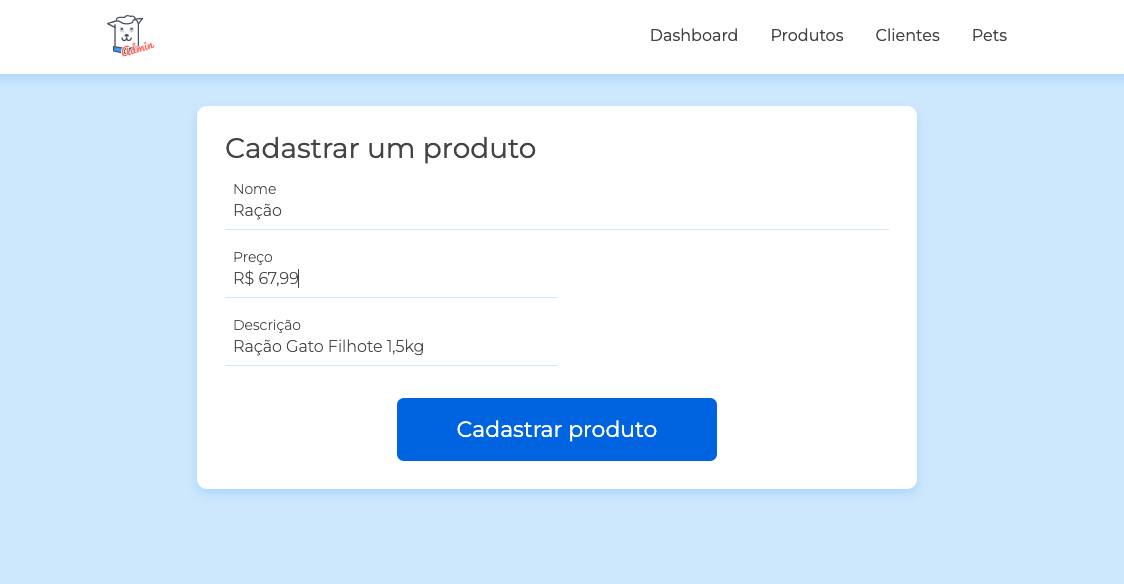 Admin
Dashboard Produtos Clientes Pets
Cadastrar um produto
Nome
Ração
Preço
R$ 67,99
Descrição
Ração Gato Filhote 1,5kg
Cadastrar produto